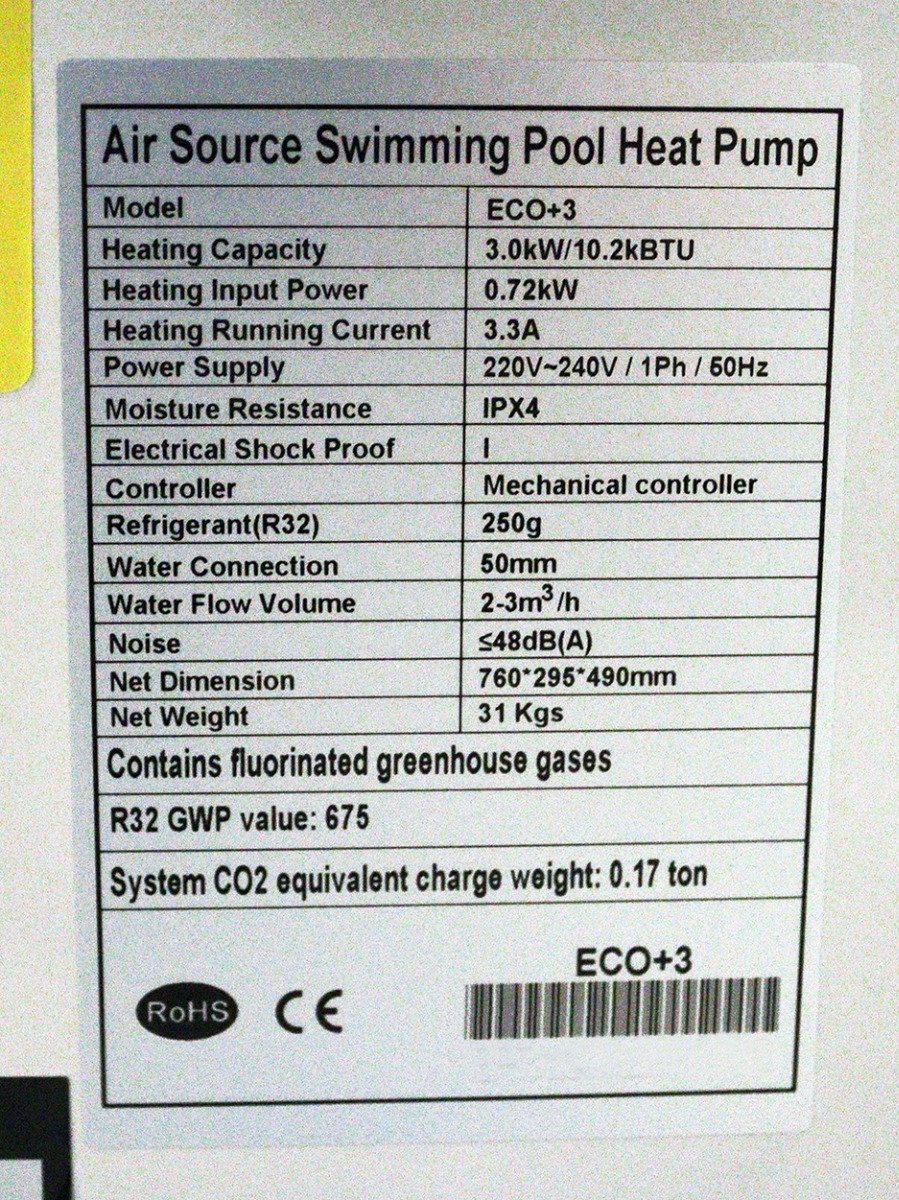 Air Source Swimming Pool Heat Pump
Model ECO+3
Heating Capacity 3.0kW/10.2kBTU
Heating Input Power 0.72kW
Heating Running Current 3.3A
Power Supply 220V~240V / 1Ph / 50Hz
Moisture Resistance IPX4
Electrical Shock Proof I
Controller Mechanical controller
Refrigerant(R32) 250g
Water Connection 50mm
Water Flow Volume 2-3m³/h
Noise ≤48dB(A)
Net Dimension 760*295*490mm
Net Weight 31 Kgs
Contains fluorinated greenhouse gases
R32 GWP value: 675
System CO2 equivalent charge weight: 0.17 ton
ECO+3
RoHS CE